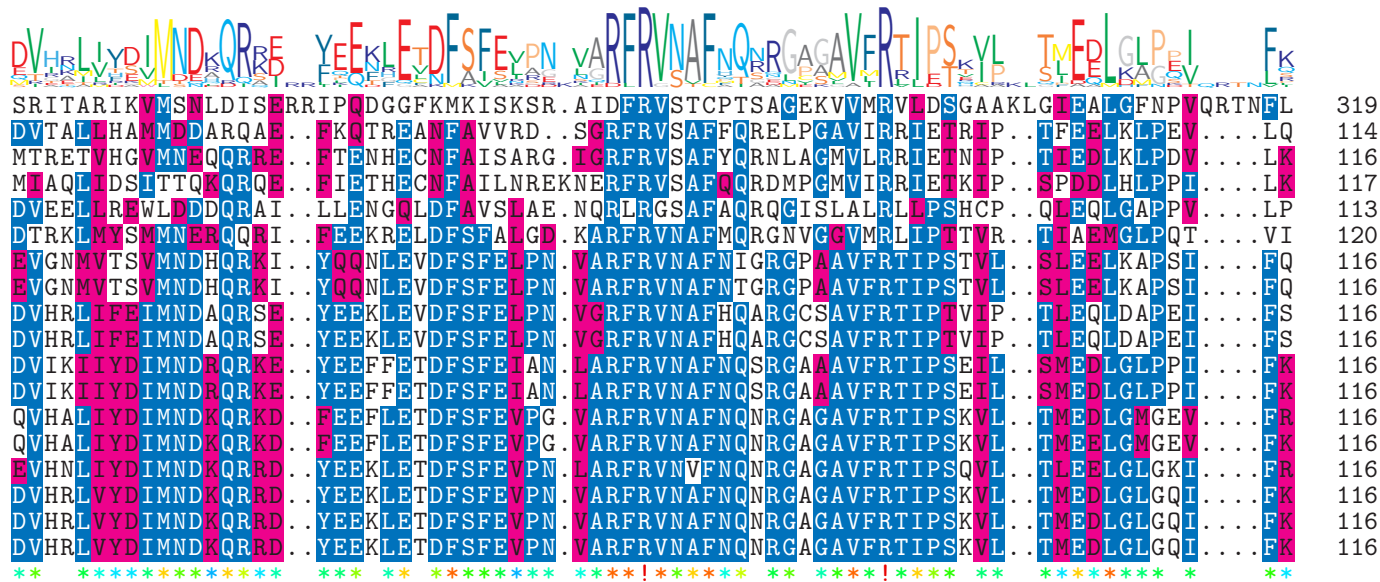 SRITARIKVMSNLDISERRIPQDGGFKMKISKSR.AIDFRVSTCPTSAGEKVVMRVLDSGAAKLGIEALGFNPVQRTNFL 319
DVTALLHAMMDDARQAE..FKQTREANFAVVRD..SGRFRVSAFFQRELPGAVIRRIETRIP..TFEELKLPEV....LQ 114
MTRETVHGVMNEQQRRE..FTENHECNFAISARG.IGRFRVSAFYQRNLAGMVLRRIETNIP..TIEDLKLPDV....LK 116
MIAQLIDSITTQKQRQE..FIETHECNFAILNREKNERFRVSAFQQRDMPGMVIRRIETKIP..SPDDLHLPPI....LK 117
DVEELLREWLDDDQRAI..LLENGQLDFAVSLAE.NQRLRGSAFAQRQGISLALRLLPSHCP..QLEQLGAPPV....LP 113
DTRKLMYSMMNERQQRI..FEEKRELDFSFALGD.KARFRVNAFMQRGNVGGVMRLIPTTVR..TIAEMGLPQT....VI 120
EVGNMVTSVMNDHQRKI..YQQNLEVDFSFELPN.VARFRVNAFNIGRGPAAVFRTIPSTVL..SLEELKAPSI....FQ 116
EVGNMVTSVMNDHQRKI..YQQNLEVDFSFELPN.VARFRVNAFNTGRGPAAVFRTIPSTVL..SLEELKAPSI....FQ 116
DVHRLIFEIMNDAQRSE..YEEKLEVDFSFELPN.VGRFRVNAFHQARGCSAVFRTIPTVIP..TLEQLDAPEI....FS 116
DVHRLIFEIMNDAQRSE..YEEKLEVDFSFELPN.VGRFRVNAFHQARGCSAVFRTIPTVIP..TLEQLDAPEI....FS 116
DVIKIIYDIMNDRQRKE..YEEFFETDFSFEIAN.LARFRVNAFNQSRGAAAVFRTIPSEIL..SMEDLGLPPI....FK 116
DVIKIIYDIMNDRQRKE..YEEFFETDFSFEIAN.LARFRVNAFNQSRGAAAVFRTIPSEIL..SMEDLGLPPI....FK 116
QVHALIYDIMNDKQRKD..FEEFLETDFSFEVPG.VARFRVNAFNQNRGAGAVFRTIPSKVL..TMEDLGMGEV....FR 116
QVHALIYDIMNDKQRKD..FEEFLETDFSFEVPG.VARFRVNAFNQNRGAGAVFRTIPSKVL..TMEELGMGEV....FK 116
EVHNLIYDIMNDKQRRD..YEEKLETDFSFEVPN.LARFRVNVFNQNRGAGAVFRTIPSQVL..TLEELGLGKI....FR 116
DVHRLVYDIMNDKQRRD..YEEKLETDFSFEVPN.VARFRVNAFNQNRGAGAVFRTIPSKVL..TMEDLGLGQI....FK 116
DVHRLVYDIMNDKQRRD..YEEKLETDFSFEVPN.VARFRVNAFNQNRGAGAVFRTIPSKVL..TMEDLGLGQI....FK 116
DVHRLVYDIMNDKQRRD..YEEKLETDFSFEVPN.VARFRVNAFNQNRGAGAVFRTIPSKVL..TMEDLGLGQI....FK 116